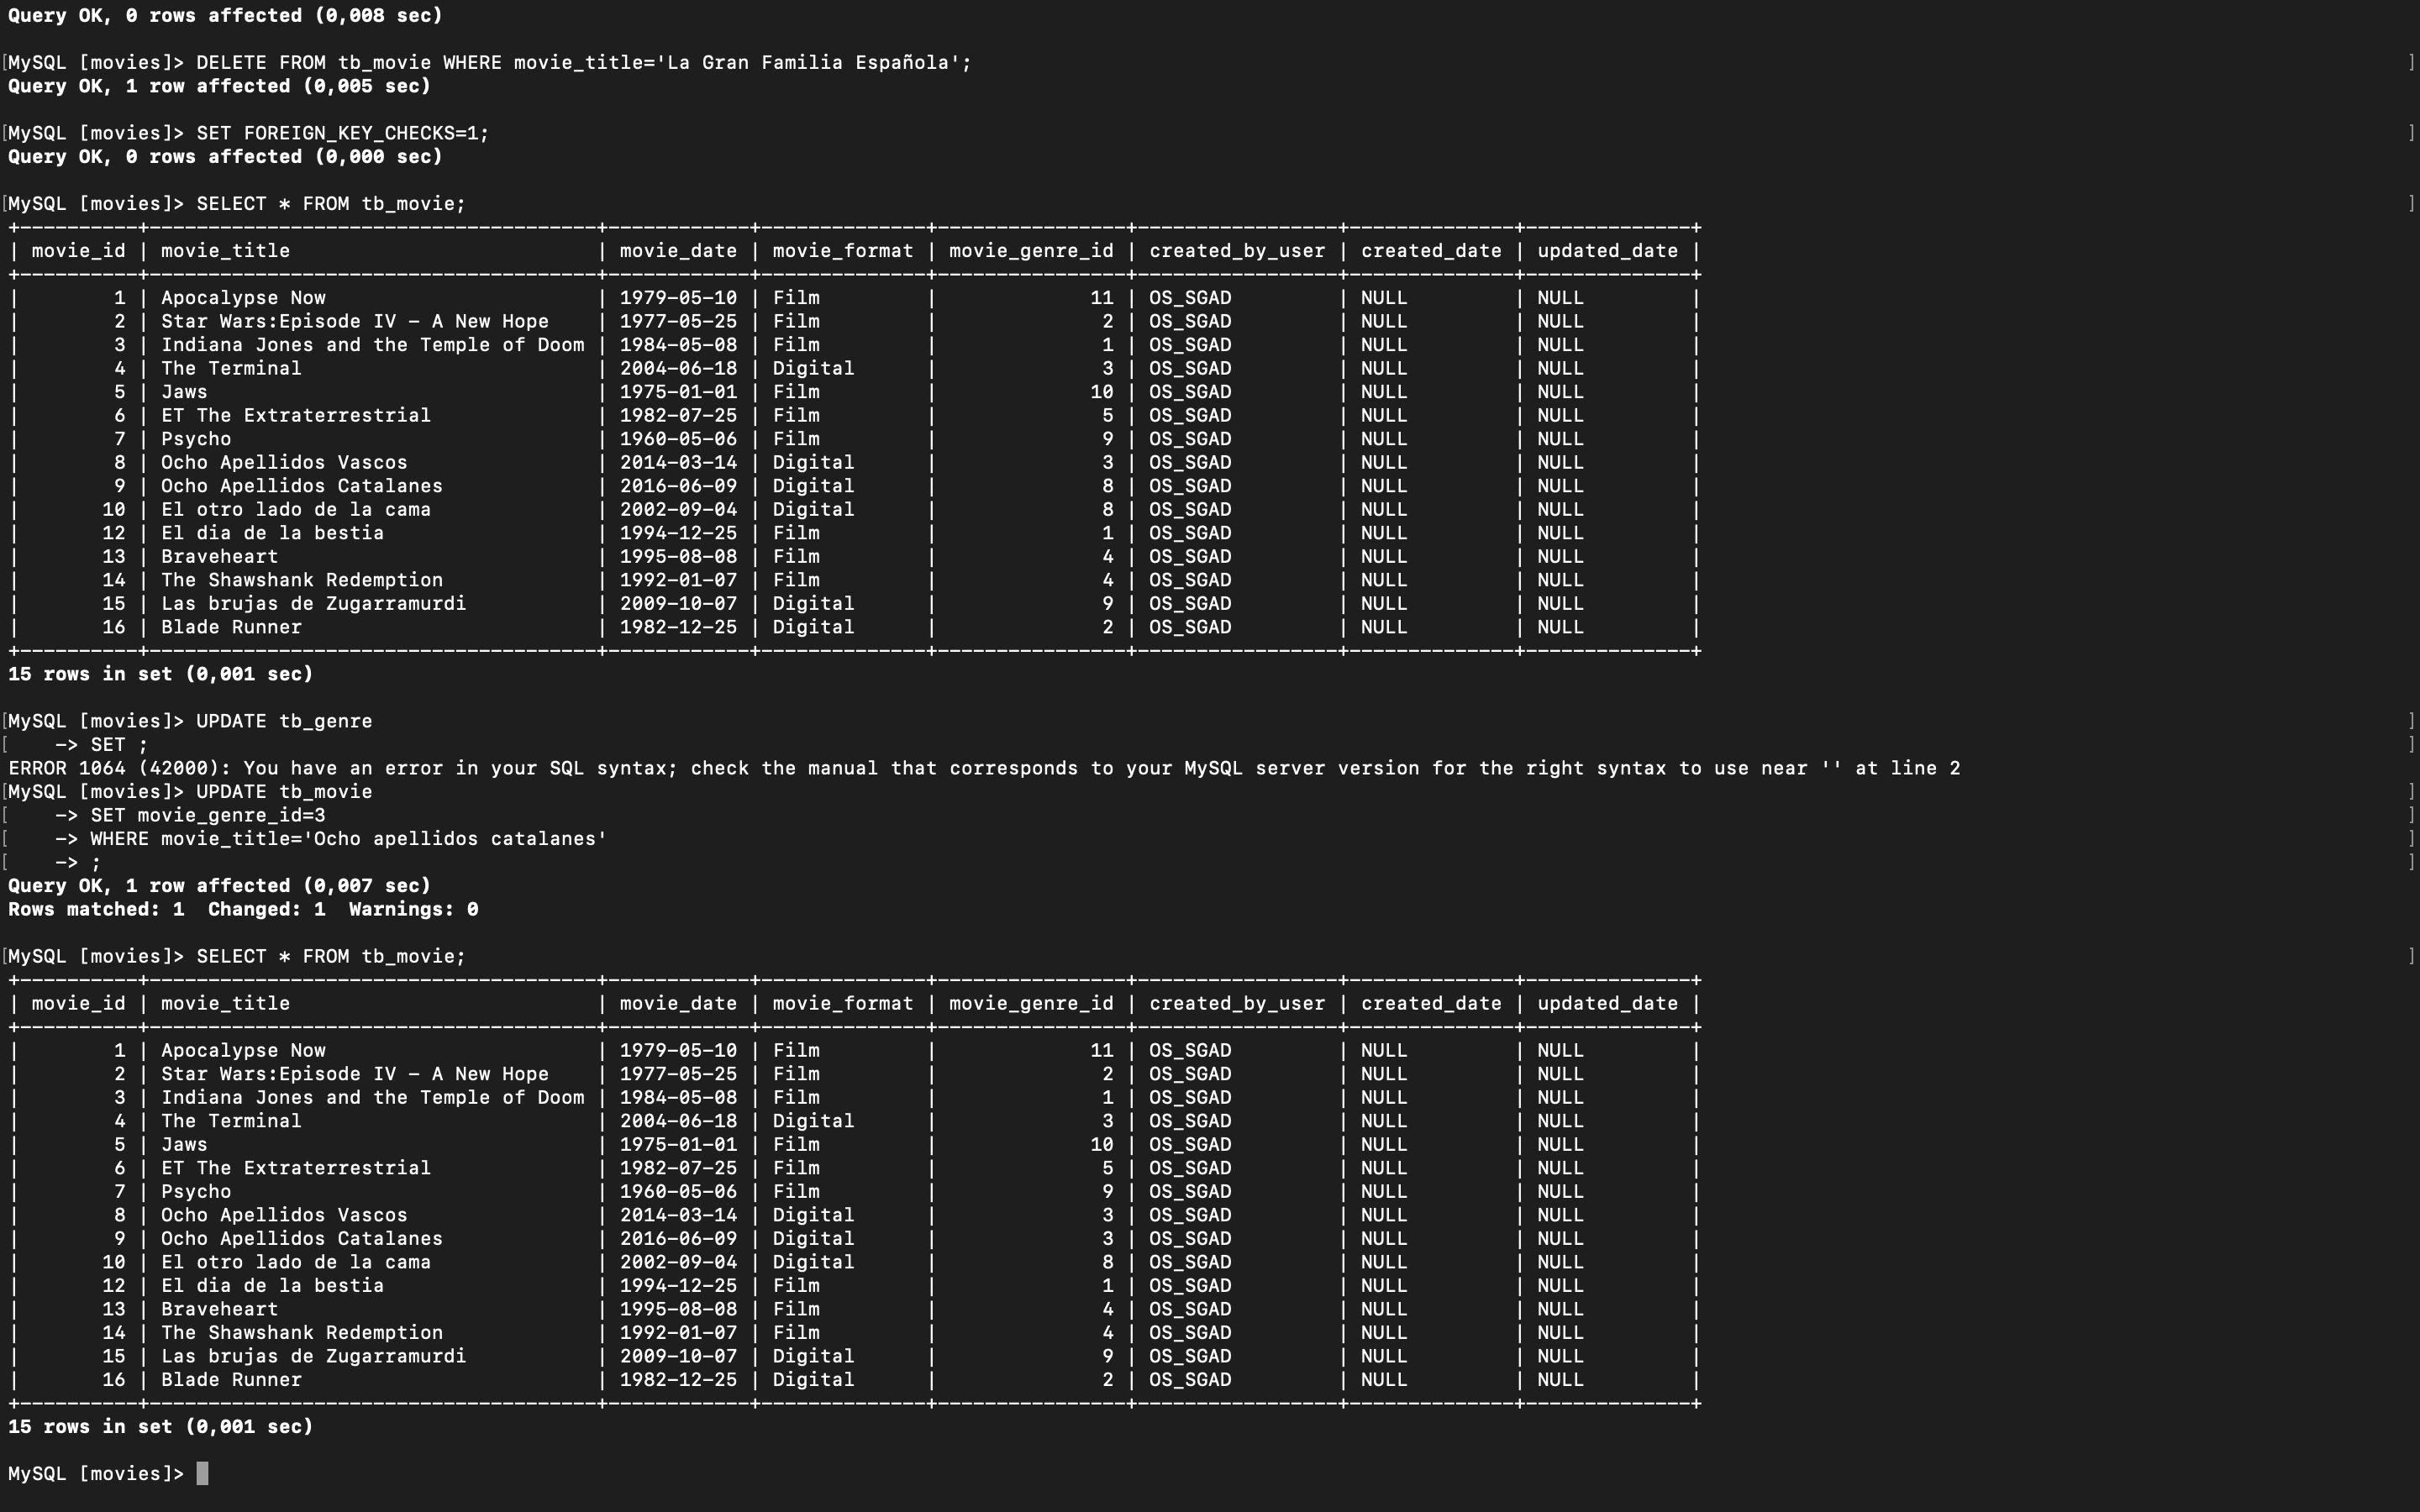 Query OK, 0 rows affected (0,008 sec)
[MySQL [movies]> DELETE FROM tb_movie WHERE movie_title='La Gran Familia Española'; ]
Query OK, 1 row affected (0,005 sec)
[MySQL [movies]> SET FOREIGN_KEY_CHECKS=1; ]
Query OK, 0 rows affected (0,000 sec)
[MySQL [movies]> SELECT * FROM tb_movie; ]
+----------+--------------------------------------+------------+--------------+----------------+-----------------+--------------+--------------+
| movie_id | movie_title                          | movie_date | movie_format | movie_genre_id | created_by_user | created_date | updated_date |
+----------+--------------------------------------+------------+--------------+----------------+-----------------+--------------+--------------+
|        1 | Apocalypse Now                       | 1979-05-10 | Film         |             11 | OS_SGAD         | NULL         | NULL         |
|        2 | Star Wars:Episode IV - A New Hope    | 1977-05-25 | Film         |              2 | OS_SGAD         | NULL         | NULL         |
|        3 | Indiana Jones and the Temple of Doom | 1984-05-08 | Film         |              1 | OS_SGAD         | NULL         | NULL         |
|        4 | The Terminal                         | 2004-06-18 | Digital      |              3 | OS_SGAD         | NULL         | NULL         |
|        5 | Jaws                                 | 1975-01-01 | Film         |             10 | OS_SGAD         | NULL         | NULL         |
|        6 | ET The Extraterrestrial              | 1982-07-25 | Film         |              5 | OS_SGAD         | NULL         | NULL         |
|        7 | Psycho                               | 1960-05-06 | Film         |              9 | OS_SGAD         | NULL         | NULL         |
|        8 | Ocho Apellidos Vascos                | 2014-03-14 | Digital      |              3 | OS_SGAD         | NULL         | NULL         |
|        9 | Ocho Apellidos Catalanes             | 2016-06-09 | Digital      |              8 | OS_SGAD         | NULL         | NULL         |
|       10 | El otro lado de la cama              | 2002-09-04 | Digital      |              8 | OS_SGAD         | NULL         | NULL         |
|       12 | El dia de la bestia                  | 1994-12-25 | Film         |              1 | OS_SGAD         | NULL         | NULL         |
|       13 | Braveheart                           | 1995-08-08 | Film         |              4 | OS_SGAD         | NULL         | NULL         |
|       14 | The Shawshank Redemption             | 1992-01-07 | Film         |              4 | OS_SGAD         | NULL         | NULL         |
|       15 | Las brujas de Zugarramurdi           | 2009-10-07 | Digital      |              9 | OS_SGAD         | NULL         | NULL         |
|       16 | Blade Runner                         | 1982-12-25 | Digital      |              2 | OS_SGAD         | NULL         | NULL         |
+----------+--------------------------------------+------------+--------------+----------------+-----------------+--------------+--------------+
15 rows in set (0,001 sec)
[MySQL [movies]> UPDATE tb_genre ]
[    -> SET ; ]
ERROR 1064 (42000): You have an error in your SQL syntax; check the manual that corresponds to your MySQL server version for the right syntax to use near '' at line 2
[MySQL [movies]> UPDATE tb_movie ]
[    -> SET movie_genre_id=3 ]
[    -> WHERE movie_title='Ocho apellidos catalanes' ]
[    -> ; ]
Query OK, 1 row affected (0,007 sec)
Rows matched: 1  Changed: 1  Warnings: 0
[MySQL [movies]> SELECT * FROM tb_movie; ]
+----------+--------------------------------------+------------+--------------+----------------+-----------------+--------------+--------------+
| movie_id | movie_title                          | movie_date | movie_format | movie_genre_id | created_by_user | created_date | updated_date |
+----------+--------------------------------------+------------+--------------+----------------+-----------------+--------------+--------------+
|        1 | Apocalypse Now                       | 1979-05-10 | Film         |             11 | OS_SGAD         | NULL         | NULL         |
|        2 | Star Wars:Episode IV - A New Hope    | 1977-05-25 | Film         |              2 | OS_SGAD         | NULL         | NULL         |
|        3 | Indiana Jones and the Temple of Doom | 1984-05-08 | Film         |              1 | OS_SGAD         | NULL         | NULL         |
|        4 | The Terminal                         | 2004-06-18 | Digital      |              3 | OS_SGAD         | NULL         | NULL         |
|        5 | Jaws                                 | 1975-01-01 | Film         |             10 | OS_SGAD         | NULL         | NULL         |
|        6 | ET The Extraterrestrial              | 1982-07-25 | Film         |              5 | OS_SGAD         | NULL         | NULL         |
|        7 | Psycho                               | 1960-05-06 | Film         |              9 | OS_SGAD         | NULL         | NULL         |
|        8 | Ocho Apellidos Vascos                | 2014-03-14 | Digital      |              3 | OS_SGAD         | NULL         | NULL         |
|        9 | Ocho Apellidos Catalanes             | 2016-06-09 | Digital      |              3 | OS_SGAD         | NULL         | NULL         |
|       10 | El otro lado de la cama              | 2002-09-04 | Digital      |              8 | OS_SGAD         | NULL         | NULL         |
|       12 | El dia de la bestia                  | 1994-12-25 | Film         |              1 | OS_SGAD         | NULL         | NULL         |
|       13 | Braveheart                           | 1995-08-08 | Film         |              4 | OS_SGAD         | NULL         | NULL         |
|       14 | The Shawshank Redemption             | 1992-01-07 | Film         |              4 | OS_SGAD         | NULL         | NULL         |
|       15 | Las brujas de Zugarramurdi           | 2009-10-07 | Digital      |              9 | OS_SGAD         | NULL         | NULL         |
|       16 | Blade Runner                         | 1982-12-25 | Digital      |              2 | OS_SGAD         | NULL         | NULL         |
+----------+--------------------------------------+------------+--------------+----------------+-----------------+--------------+--------------+
15 rows in set (0,001 sec)
MySQL [movies]>